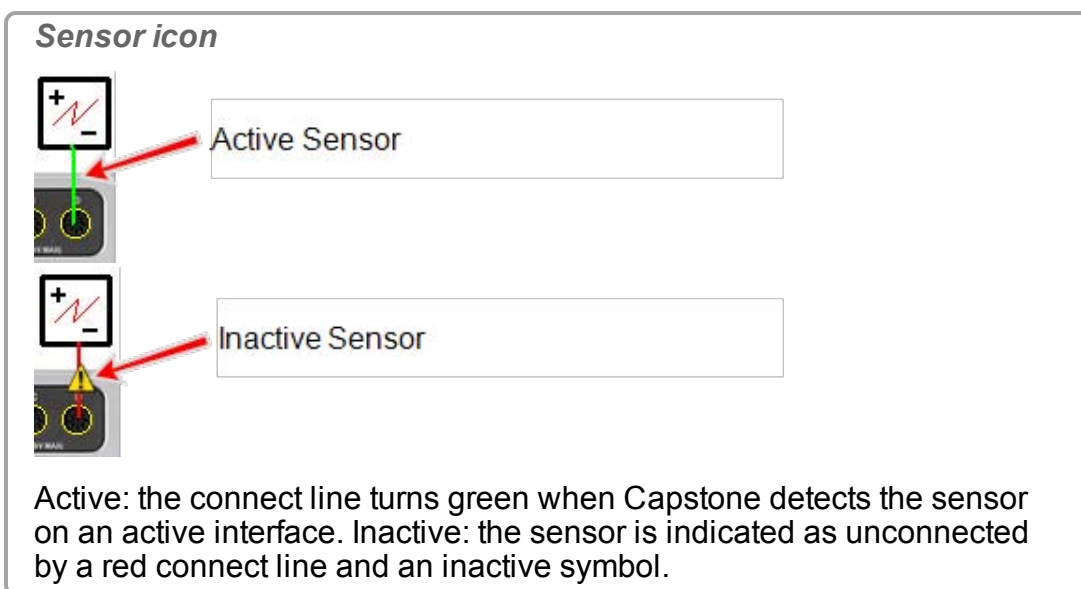 Sensor icon
Active Sensor
Inactive Sensor
Active: the connect line turns green when Capstone detects the sensor
on an active interface. Inactive: the sensor is indicated as unconnected
by a red connect line and an inactive symbol.